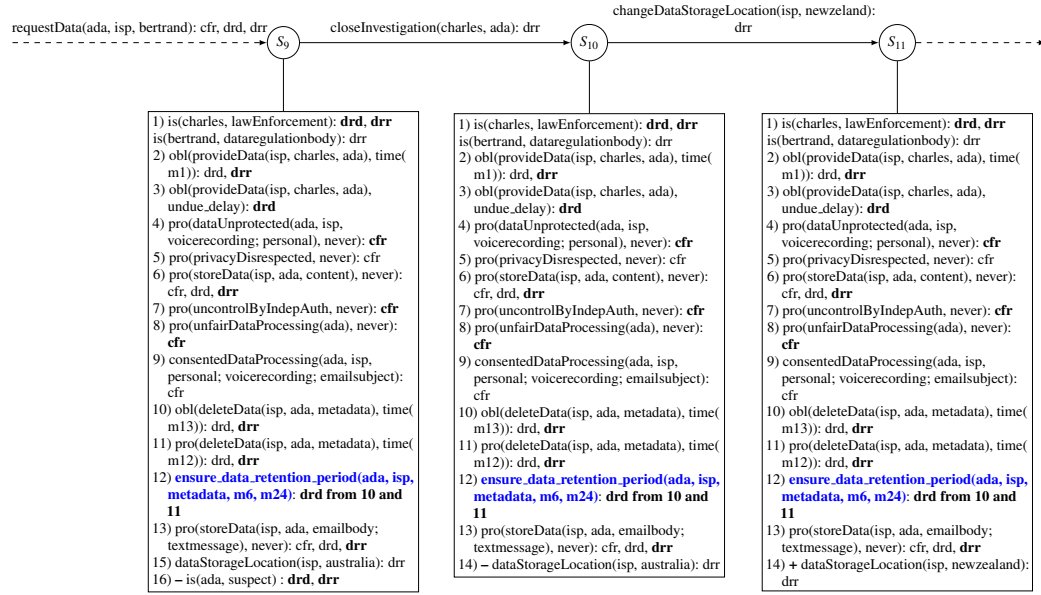 requestData(ada, isp, bertrand): cfr, drd, drr
S9
closeInvestigation(charles, ada): drr
S10
changeDataStorageLocation(isp, newzeland):
drr
S11
1) is(charles, lawEnforcement): drd, drr
is(bertrand, dataregulationbody): drr
2) obl(provideData(isp, charles, ada), time(
m1)): drd, drr
3) obl(provideData(isp, charles, ada),
undue_delay): drd
4) pro(dataUnprotected(ada, isp,
voicerecording; personal), never): cfr
5) pro(privacyDisrespected, never): cfr
6) pro(storeData(isp, ada, content), never):
cfr, drd, drr
7) pro(uncontrolByIndepAuth, never): cfr
8) pro(unfairDataProcessing(ada), never):
cfr
9) consentedDataProcessing(ada, isp,
personal; voicerecording; emailsubject):
cfr
10) obl(deleteData(isp, ada, metadata), time(
m13)): drd, drr
11) pro(deleteData(isp, ada, metadata), time(
m12)): drd, drr
12) ensure_data_retention_period(ada, isp,
metadata, m6, m24): drd from 10 and
11
13) pro(storeData(isp, ada, emailbody;
textmessage), never): cfr, drd, drr
15) dataStorageLocation(isp, australia): drr
16) – is(ada, suspect) : drd, drr
1) is(charles, lawEnforcement): drd, drr
is(bertrand, dataregulationbody): drr
2) obl(provideData(isp, charles, ada), time(
m1)): drd, drr
3) obl(provideData(isp, charles, ada),
undue_delay): drd
4) pro(dataUnprotected(ada, isp,
voicerecording; personal), never): cfr
5) pro(privacyDisrespected, never): cfr
6) pro(storeData(isp, ada, content), never):
cfr, drd, drr
7) pro(uncontrolByIndepAuth, never): cfr
8) pro(unfairDataProcessing(ada), never):
cfr
9) consentedDataProcessing(ada, isp,
personal; voicerecording; emailsubject):
cfr
10) obl(deleteData(isp, ada, metadata), time(
m13)): drd, drr
11) pro(deleteData(isp, ada, metadata), time(
m12)): drd, drr
12) ensure_data_retention_period(ada, isp,
metadata, m6, m24): drd from 10 and
11
13) pro(storeData(isp, ada, emailbody;
textmessage), never): cfr, drd, drr
14) – dataStorageLocation(isp, australia): drr
1) is(charles, lawEnforcement): drd, drr
is(bertrand, dataregulationbody): drr
2) obl(provideData(isp, charles, ada), time(
m1)): drd, drr
3) obl(provideData(isp, charles, ada),
undue_delay): drd
4) pro(dataUnprotected(ada, isp,
voicerecording; personal), never): cfr
5) pro(privacyDisrespected, never): cfr
6) pro(storeData(isp, ada, content), never):
cfr, drd, drr
7) pro(uncontrolByIndepAuth, never): cfr
8) pro(unfairDataProcessing(ada), never):
cfr
9) consentedDataProcessing(ada, isp,
personal; voicerecording; emailsubject):
cfr
10) obl(deleteData(isp, ada, metadata), time(
m13)): drd, drr
11) pro(deleteData(isp, ada, metadata), time(
m12)): drd, drr
12) ensure_data_retention_period(ada, isp,
metadata, m6, m24): drd from 10 and
11
13) pro(storeData(isp, ada, emailbody;
textmessage), never): cfr, drd, drr
14) + dataStorageLocation(isp, newzealand):
drr